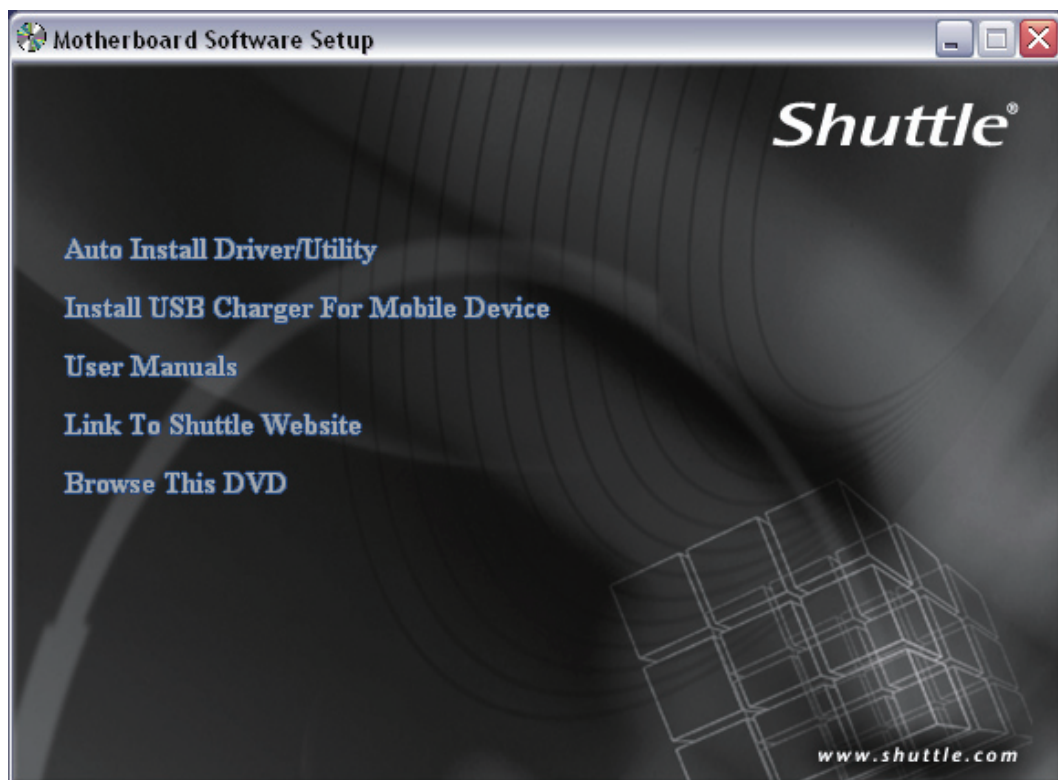 Motherboard Software Setup
Shuttle®
Auto Install Driver/Utility
Install USB Charger For Mobile Device
User Manuals
Link To Shuttle Website
Browse This DVD
www.shuttle.com